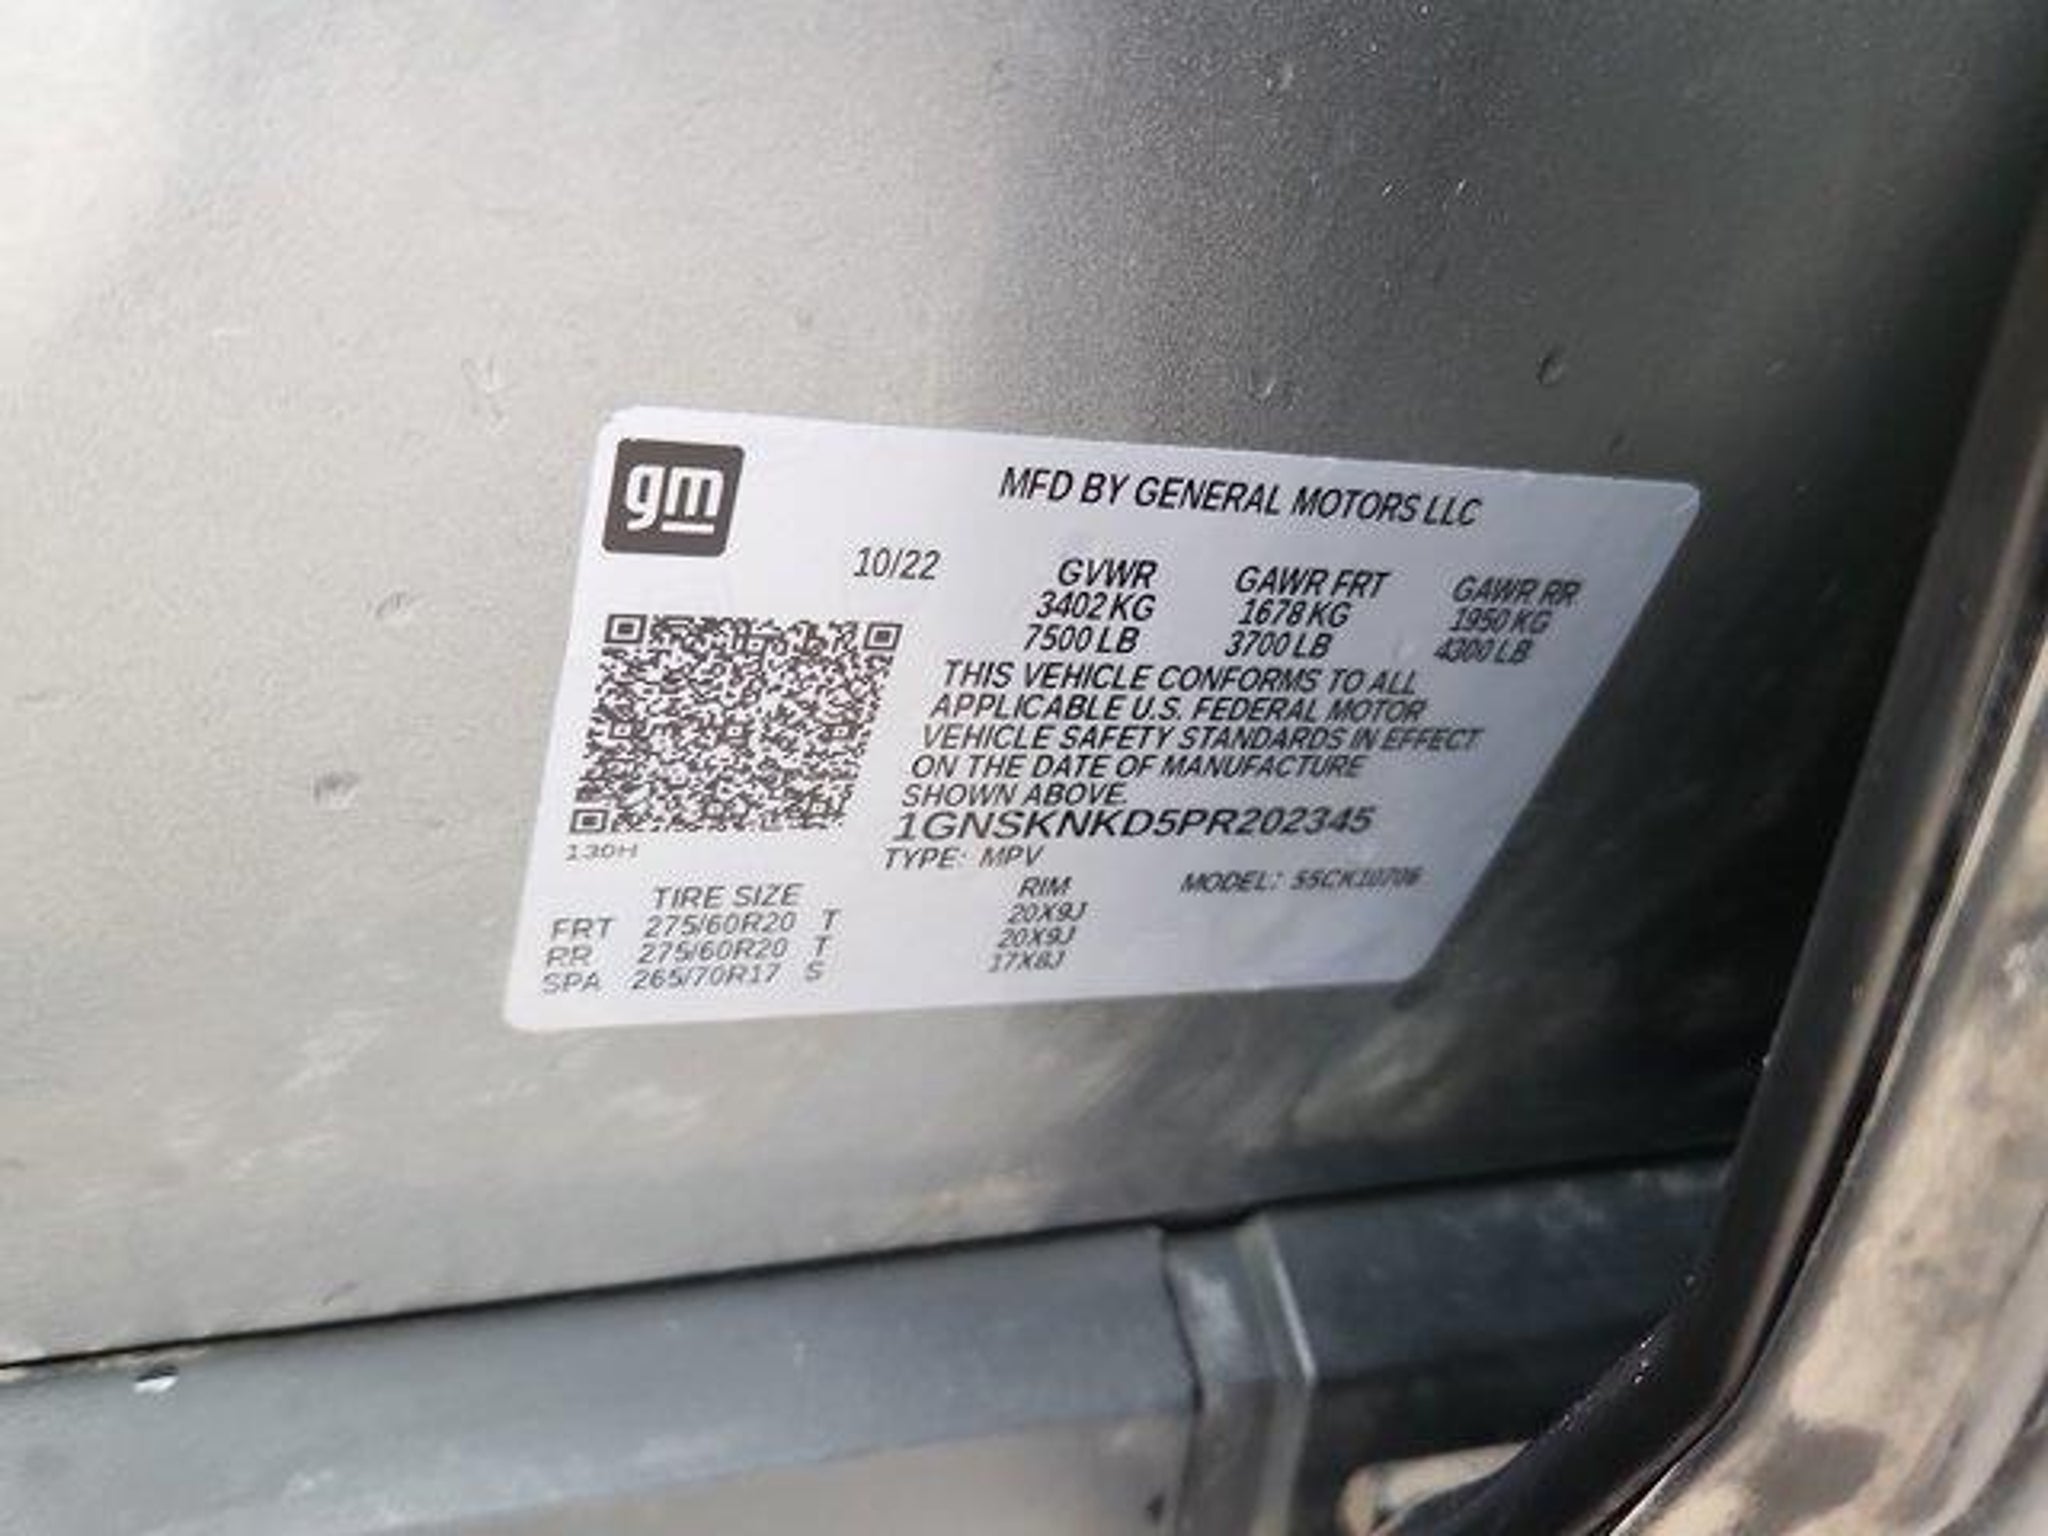 gm
MFD BY GENERAL MOTORS LLC
10/22 GVWR GAWR FRT GAWR RR
3402 KG 1678 KG 1950 KG
7500 LB 3700 LB 4300 LB
THIS VEHICLE CONFORMS TO ALL
APPLICABLE U.S. FEDERAL MOTOR
VEHICLE SAFETY STANDARDS IN EFFECT
ON THE DATE OF MANUFACTURE
SHOWN ABOVE.
1GNSKNKD5PR202345
130H
TYPE: MPV
MODEL: SSCK10706
TIRE SIZE RIM
FRT 275/60R20 T 20X9J
RR 275/60R20 T 20X9J
SPA 265/70R17 S 17X8J